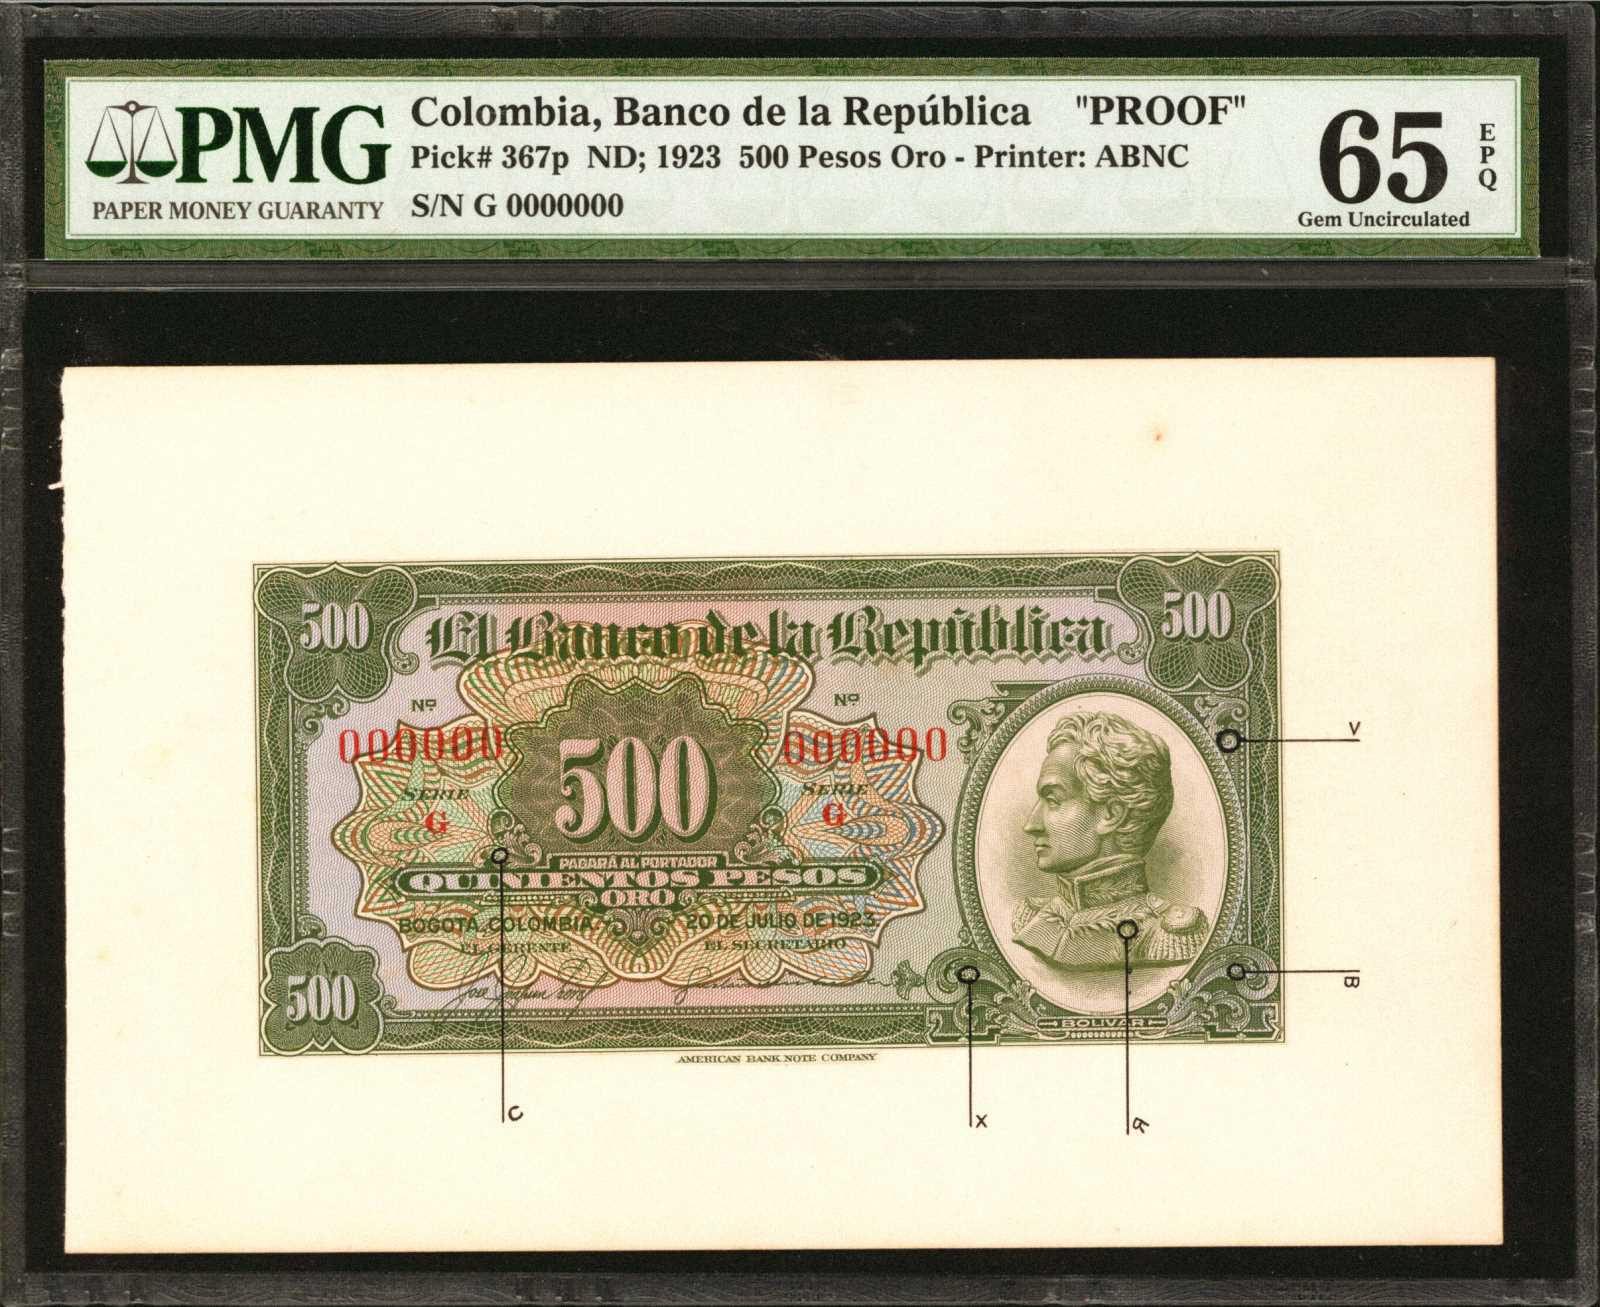 PMG
PAPER MONEY GUARANTY
Colombia, Banco de la República "PROOF"
Pick# 367p ND; 1923 500 Pesos Oro - Printer: ABNC
S/N G 0000000
65
EPQ
Gem Uncirculated
500
El Banco de la República
500
Nº
Nº
000000
000000
SERIE
G
SERIE
G
500
PAGARÁ AL PORTADOR
QUINIENTOS PESOS
ORO
BOGOTÁ, COLOMBIA.
20 DE JULIO DE 1923.
EL GERENTE
EL SECRETARIO
500
BOLIVAR
AMERICAN BANK NOTE COMPANY
V
B
C
X